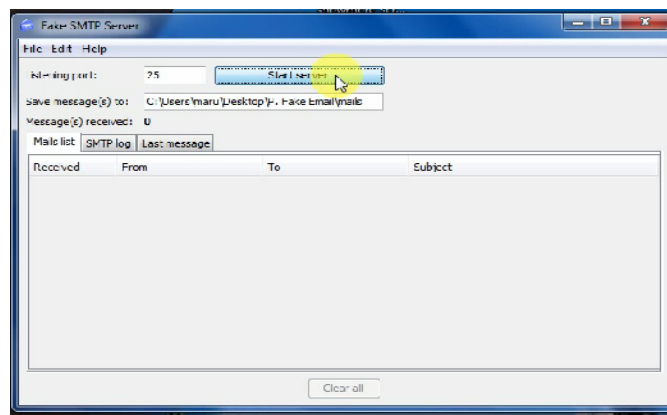 Fake SMTP Server
File Edit Help
Listening port: 25 Start server
Save message(s) to: C:\Users\maru\Desktop\P. Fake Email\mails
Message(s) received: 0
Mails list SMTP log Last message
Received From To Subject
Clear all